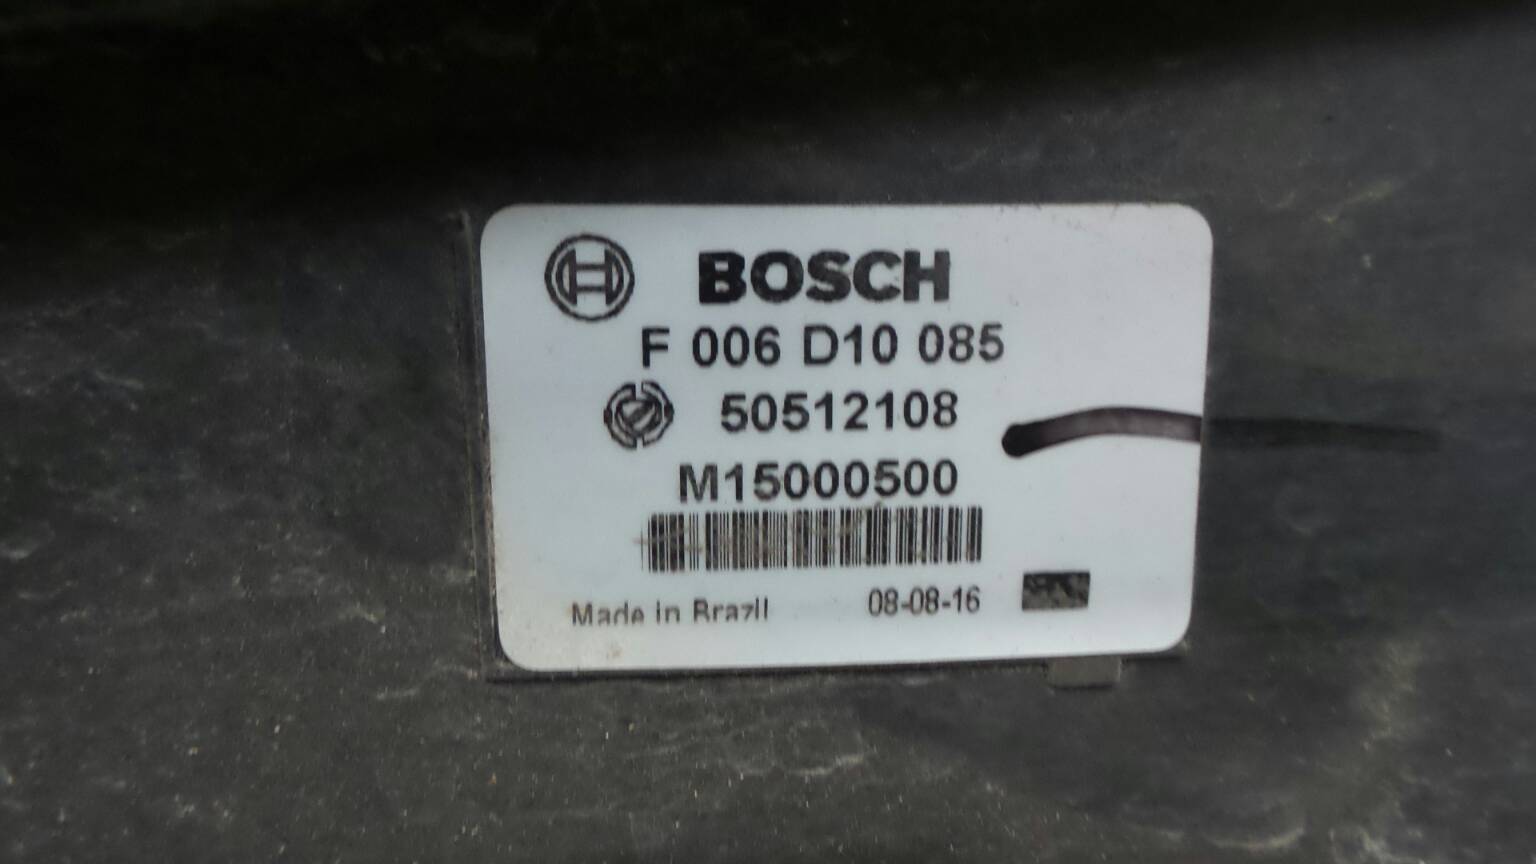 BOSCH
F 006 D10 085
50512108
M15000500
Made in Brazil
08-08-16